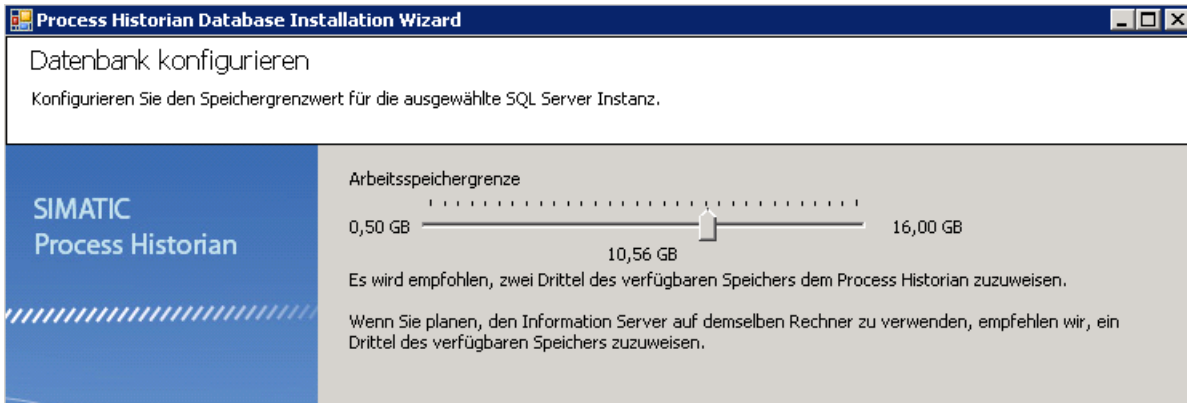 Process Historian Database Installation Wizard
Datenbank konfigurieren
Konfigurieren Sie den Speichergrenzwert für die ausgewählte SQL Server Instanz.
SIMATIC
Process Historian
Arbeitsspeichergrenze
0,50 GB
16,00 GB
10,56 GB
Es wird empfohlen, zwei Drittel des verfügbaren Speichers dem Process Historian zuzuweisen.
Wenn Sie planen, den Information Server auf demselben Rechner zu verwenden, empfehlen wir, ein
Drittel des verfügbaren Speichers zuzuweisen.